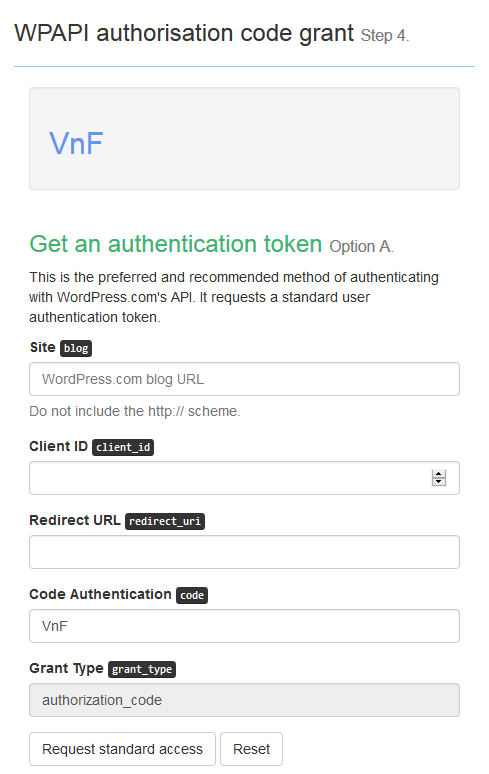 WPAPI authorisation code grant Step 4.
VnF
Get an authentication token Option A.
This is the preferred and recommended method of authenticating
with WordPress.com's API. It requests a standard user
authentication token.
Site blog
WordPress.com blog URL
Do not include the http:// scheme.
Client ID client_id
Redirect URL redirect_uri
Code Authentication code
VnF
Grant Type grant_type
authorization_code
Request standard access Reset